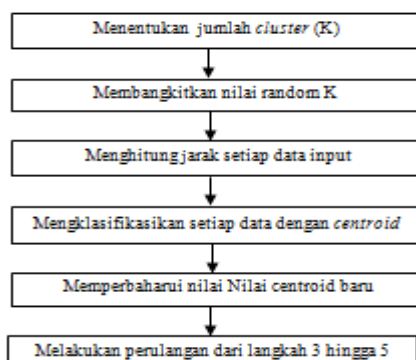 Menentukan jumlah cluster (K)
Membangkitkan nilai random K
Menghitung jarak setiap data input
Mengklasifikasikan setiap data dengan centroid
Memperbaharui nilai Nilai centroid baru
Melakukan perulangan dari langkah 3 hingga 5